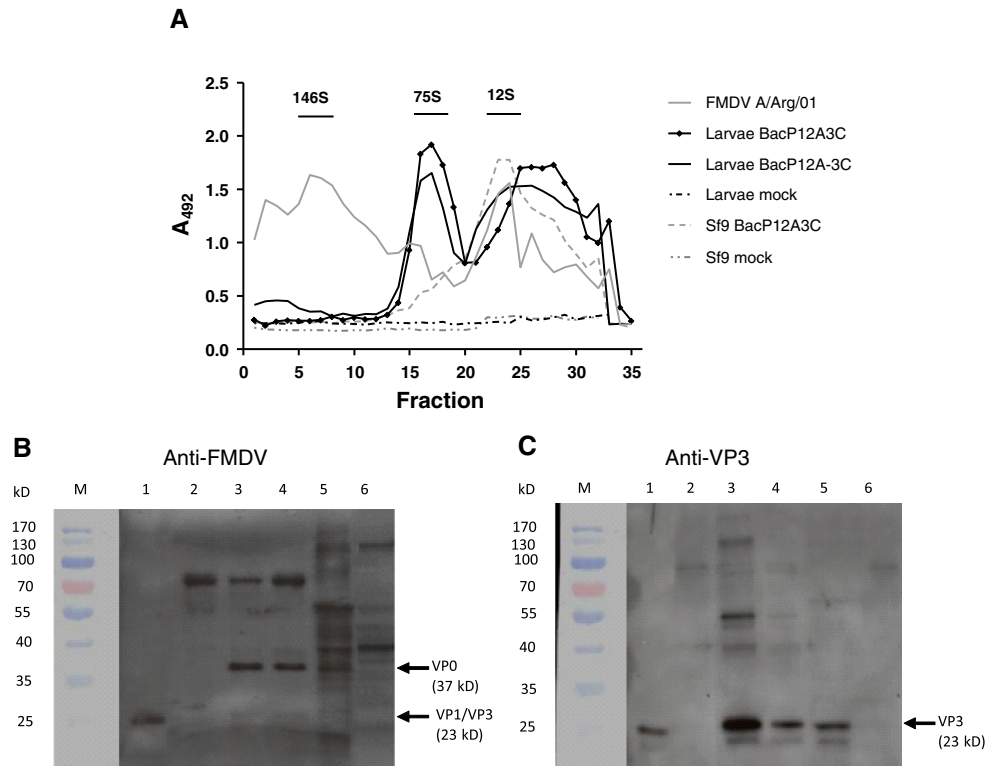 A
2.5
2.0
1.5
1.0
0.5
0.0
A492
146S
75S
12S
0 5 10 15 20 25 30 35
Fraction
FMDV A/Arg/01
Larvae BacP12A3C
Larvae BacP12A-3C
Larvae mock
Sf9 BacP12A3C
Sf9 mock
B
Anti-FMDV
kD M 1 2 3 4 5 6
170
130
100
70
55
40
35
25
VP0
(37 kD)
VP1/VP3
(23 kD)
C
Anti-VP3
kD M 1 2 3 4 5 6
170
130
100
70
55
40
35
25
VP3
(23 kD)